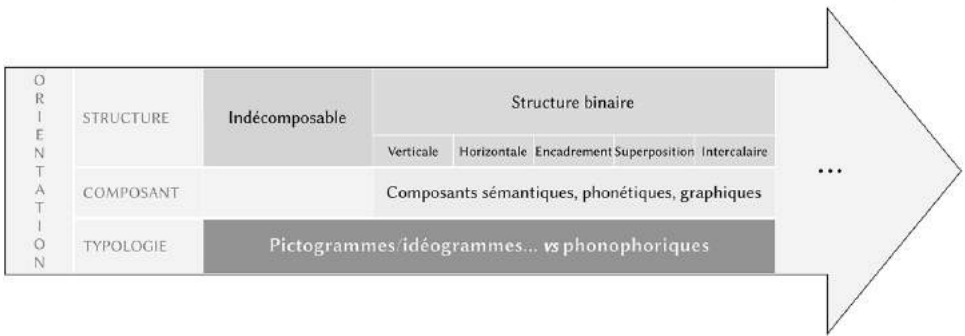 ORIENTATION
STRUCTURE
Indécomposable
Structure binaire
Verticale Horizontale Encadrement Superposition Intercalaire
COMPOSANT
Composants sémantiques, phonétiques, graphiques
TYPOLOGIE
Pictogrammes/idéogrammes... vs phonophoriques
...